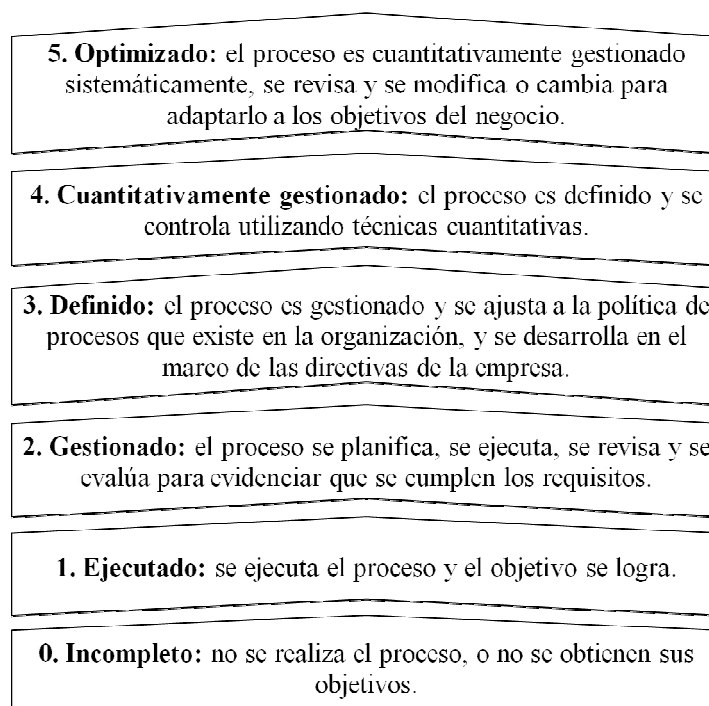 5. Optimizado: el proceso es cuantitativamente gestionado
sistemáticamente, se revisa y se modifica o cambia para
adaptarlo a los objetivos del negocio.
4. Cuantitativamente gestionado: el proceso es definido y se
controla utilizando técnicas cuantitativas.
3. Definido: el proceso es gestionado y se ajusta a la política de
procesos que existe en la organización, y se desarrolla en el
marco de las directivas de la empresa.
2. Gestionado: el proceso se planifica, se ejecuta, se revisa y se
evalúa para evidenciar que se cumplen los requisitos.
1. Ejecutado: se ejecuta el proceso y el objetivo se logra.
0. Incompleto: no se realiza el proceso, o no se obtienen sus
objetivos.